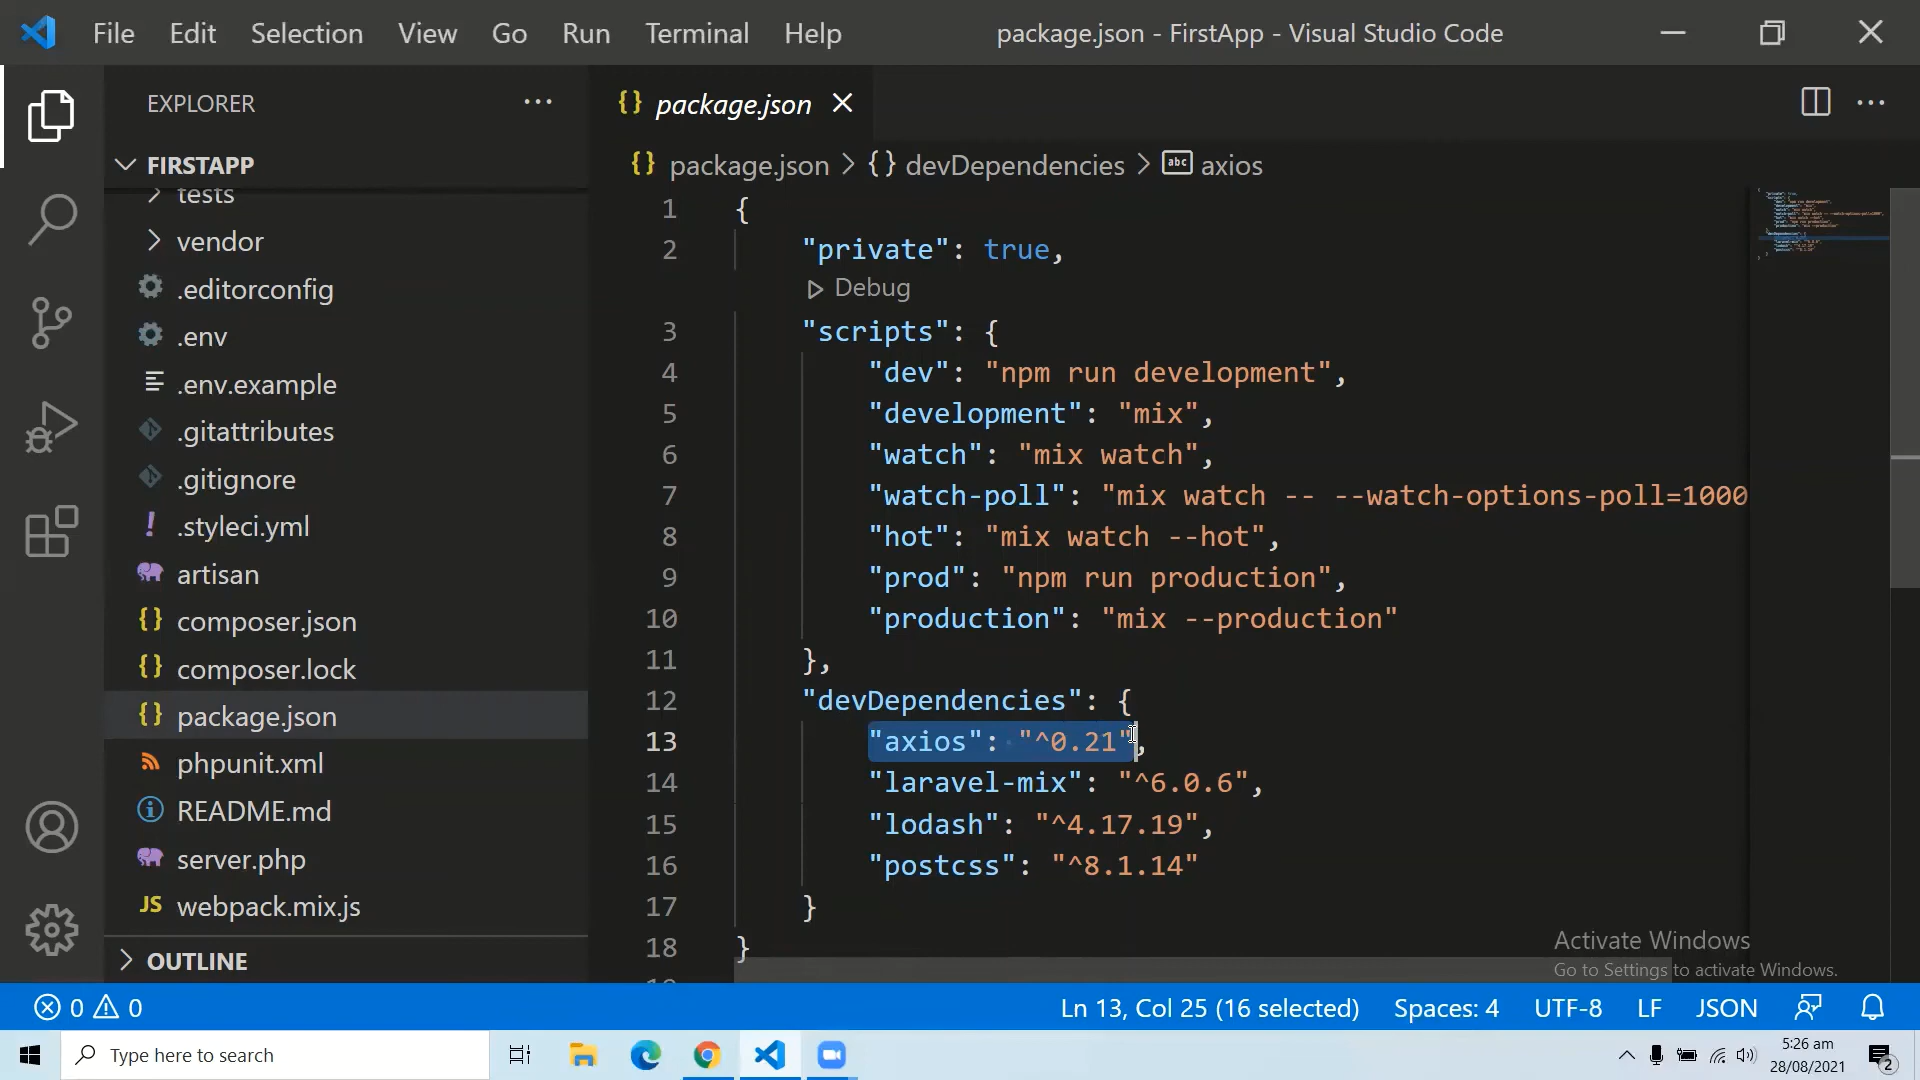 File Edit Selection View Go Run Terminal Help package.json - FirstApp - Visual Studio Code
EXPLORER
FIRSTAPP
tests
vendor
.editorconfig
.env
.env.example
.gitattributes
.gitignore
.styleci.yml
artisan
composer.json
composer.lock
package.json
phpunit.xml
README.md
server.php
JS webpack.mix.js
OUTLINE
{} package.json
{} package.json > {} devDependencies > abc axios
1 {
2 "private": true,
Debug
3 "scripts": {
4 "dev": "npm run development",
5 "development": "mix",
6 "watch": "mix watch",
7 "watch-poll": "mix watch -- --watch-options-poll=1000
8 "hot": "mix watch --hot",
9 "prod": "npm run production",
10 "production": "mix --production"
11 },
12 "devDependencies": {
13 "axios": "^0.21",
14 "laravel-mix": "^6.0.6",
15 "lodash": "^4.17.19",
16 "postcss": "^8.1.14"
17 }
18 }
Activate Windows
Go to Settings to activate Windows.
0 0 Ln 13, Col 25 (16 selected) Spaces: 4 UTF-8 LF JSON
Type here to search
5:26 am
28/08/2021
2